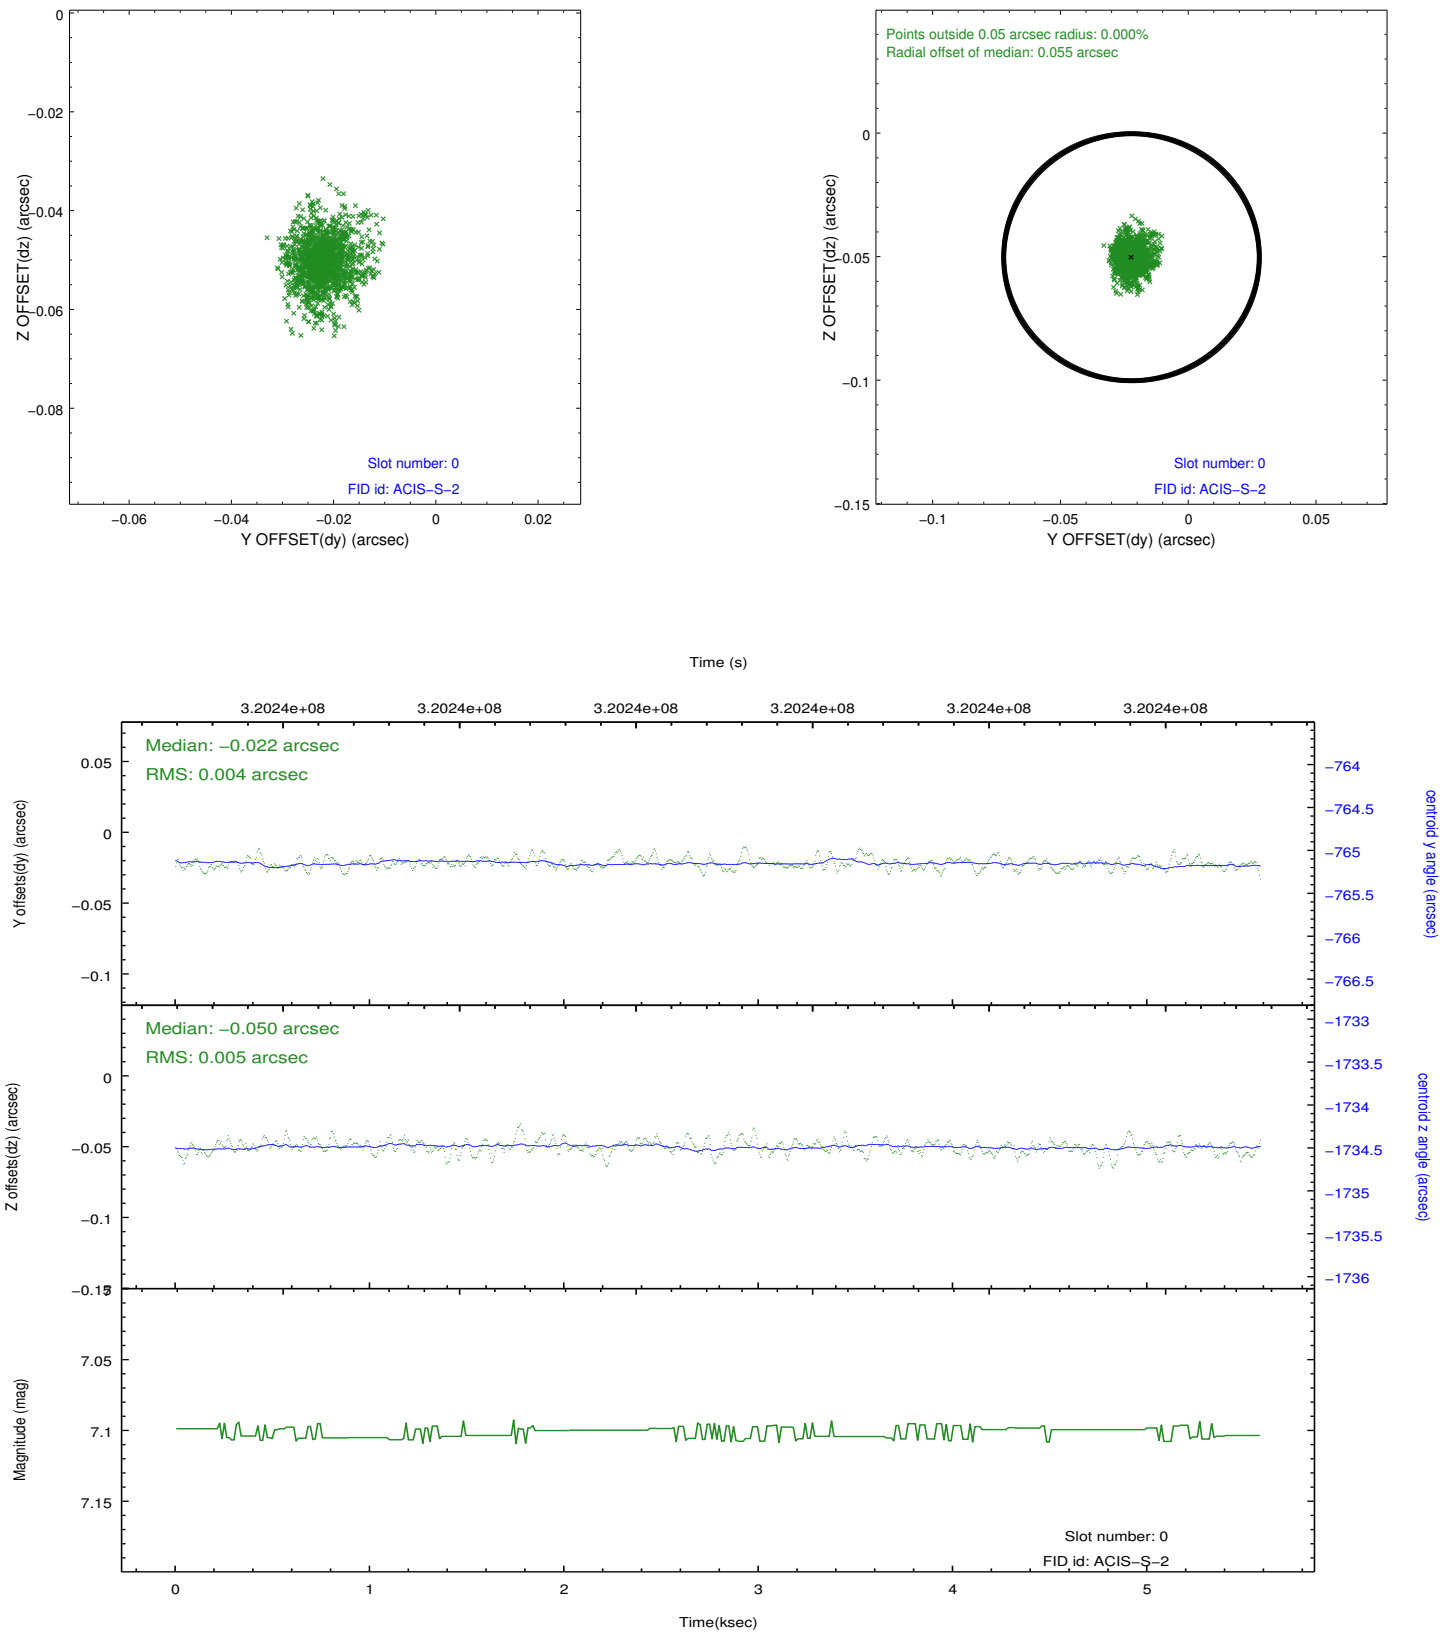 0
−0.02
−0.04
−0.06
−0.08
Z OFFSET(dz) (arcsec)
Slot number: 0
FID id: ACIS−S−2
−0.06 −0.04 −0.02 0 0.02
Y OFFSET(dy) (arcsec)
Points outside 0.05 arcsec radius: 0.000%
Radial offset of median: 0.055 arcsec
0
−0.05
−0.1
−0.15
Z OFFSET(dz) (arcsec)
Slot number: 0
FID id: ACIS−S−2
−0.1 −0.05 0 0.05
Y OFFSET(dy) (arcsec)
Time (s)
3.2024e+08 3.2024e+08 3.2024e+08 3.2024e+08 3.2024e+08 3.2024e+08
Median: −0.022 arcsec
RMS: 0.004 arcsec
0.05
0
−0.05
−0.1
Y offsets(dy) (arcsec)
−764
−764.5
−765
−765.5
−766
−766.5
centroid y angle (arcsec)
Median: −0.050 arcsec
RMS: 0.005 arcsec
0
−0.05
−0.1
−0.15
Z offsets(dz) (arcsec)
−1733
−1733.5
−1734
−1734.5
−1735
−1735.5
−1736
centroid z angle (arcsec)
7
7.05
7.1
7.15
Magnitude (mag)
Slot number: 0
FID id: ACIS−S−2
0 1 2 3 4 5
Time(ksec)